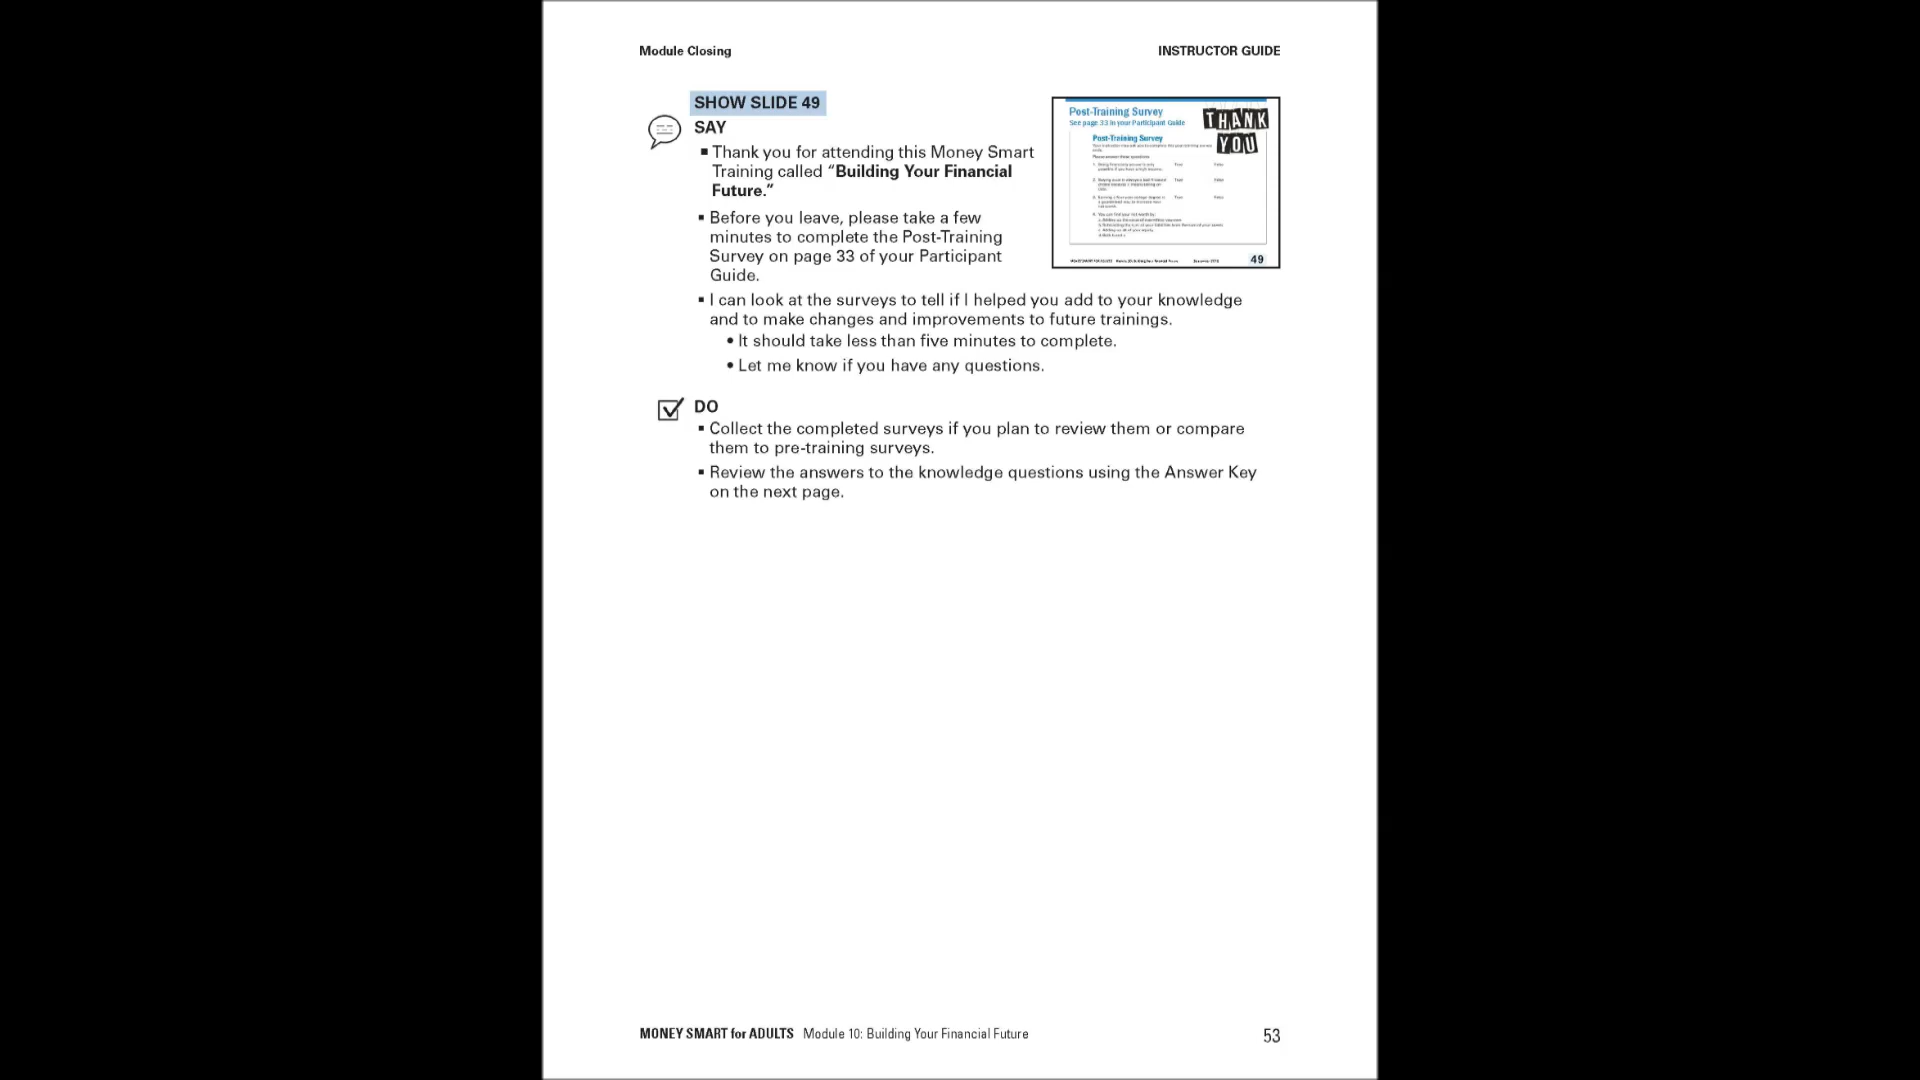 Module Closing
INSTRUCTOR GUIDE
SHOW SLIDE 49
SAY
▪ Thank you for attending this Money Smart
Training called “Building Your Financial
Future.”
▪ Before you leave, please take a few
minutes to complete the Post-Training
Survey on page 33 of your Participant
Guide.
Post-Training Survey
See page 33 in your Participant Guide
THANK
YOU
Post-Training Survey
49
▪ I can look at the surveys to tell if I helped you add to your knowledge
and to make changes and improvements to future trainings.
• It should take less than five minutes to complete.
• Let me know if you have any questions.
DO
▪ Collect the completed surveys if you plan to review them or compare
them to pre-training surveys.
▪ Review the answers to the knowledge questions using the Answer Key
on the next page.
MONEY SMART for ADULTS Module 10: Building Your Financial Future
53